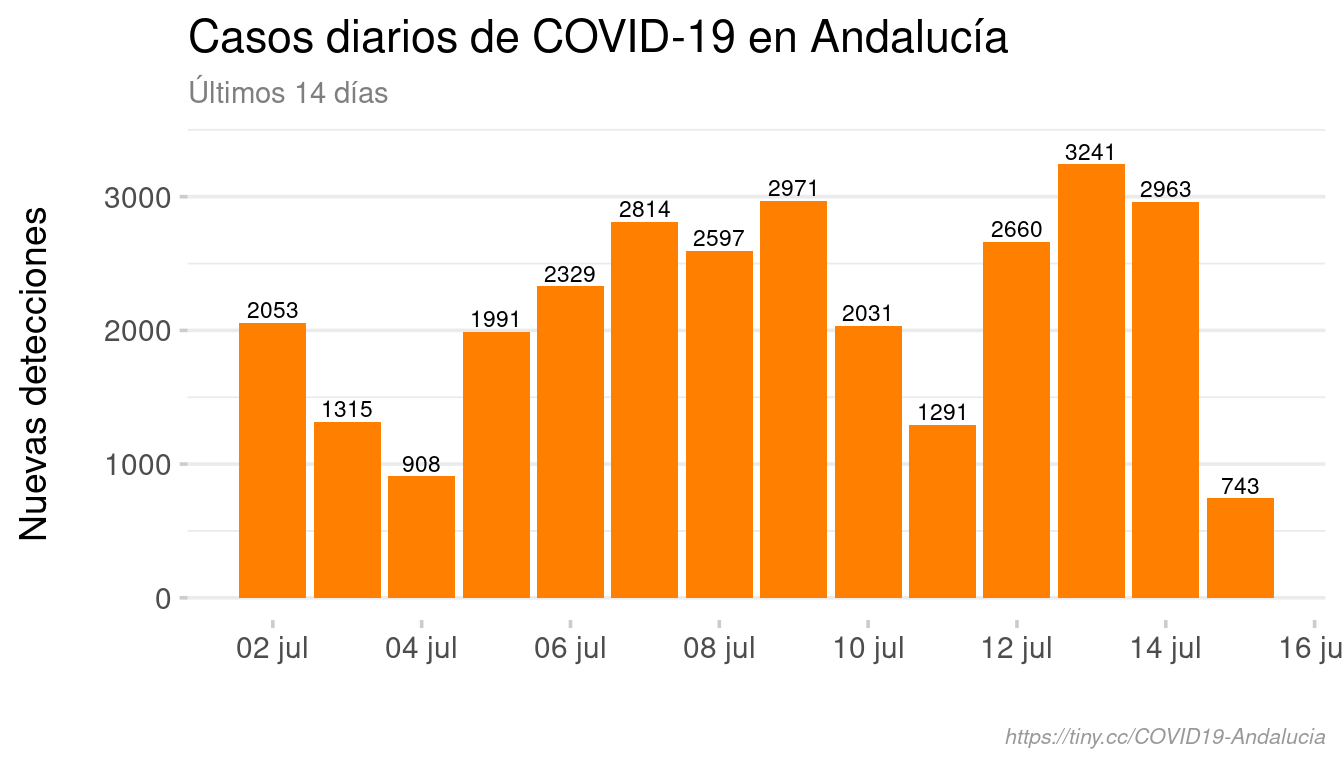 Casos diarios de COVID-19 en Andalucía
Últimos 14 días
Nuevas detecciones
3000
2000
1000
0
2053
1315
908
1991
2329
2814
2597
2971
2031
1291
2660
3241
2963
743
02 jul
04 jul
06 jul
08 jul
10 jul
12 jul
14 jul
16 ju
https://tiny.cc/COVID19-Andalucia